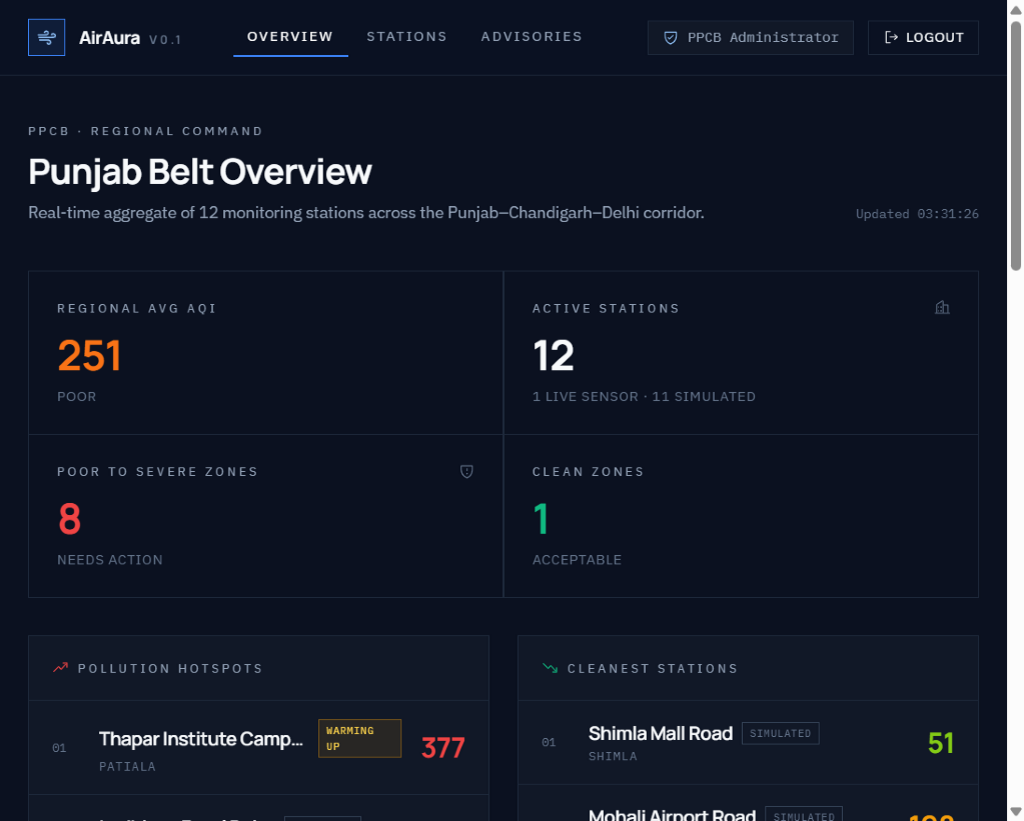 AirAura V 0.1
OVERVIEW
STATIONS
ADVISORIES
PPCB Administrator
LOGOUT
PPCB · REGIONAL COMMAND
Punjab Belt Overview
Real-time aggregate of 12 monitoring stations across the Punjab–Chandigarh–Delhi corridor.
Updated 03:31:26
REGIONAL AVG AQI
251
POOR
ACTIVE STATIONS
12
1 LIVE SENSOR · 11 SIMULATED
POOR TO SEVERE ZONES
8
NEEDS ACTION
CLEAN ZONES
1
ACCEPTABLE
POLLUTION HOTSPOTS
01
Thapar Institute Camp...
WARMING
UP
377
PATIALA
CLEANEST STATIONS
01
Shimla Mall Road
SIMULATED
51
SHIMLA
Mohali Airport Road
SIMULATED